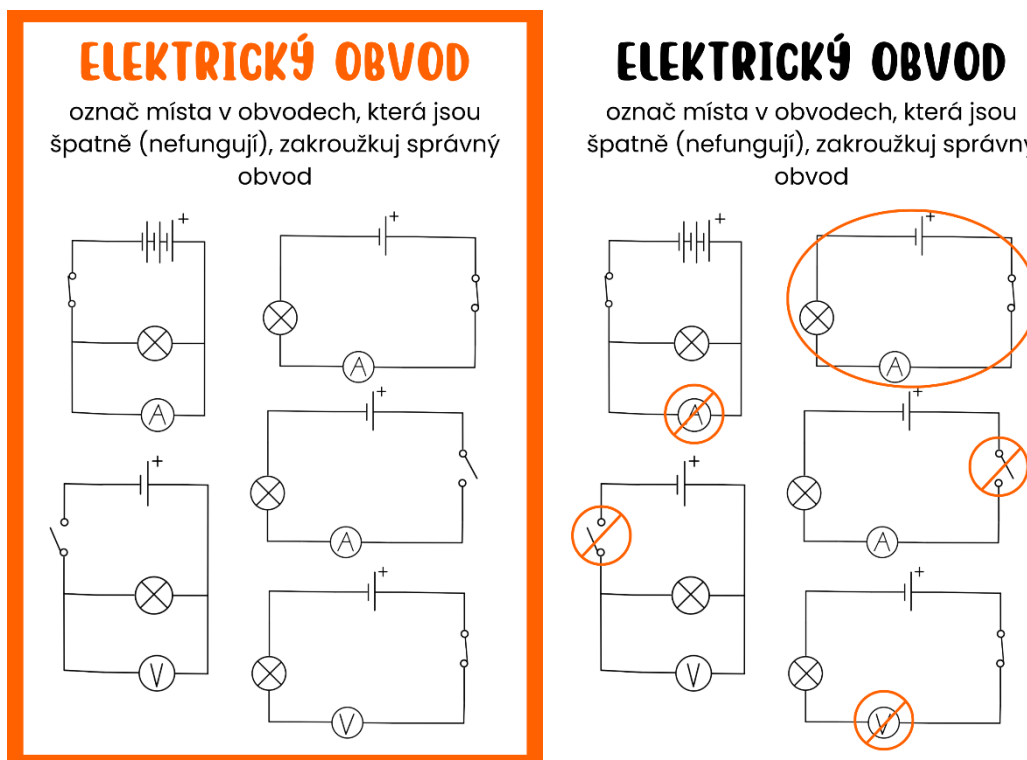 ELEKTRICKÝ OBVOD
označ místa v obvodech, která jsou
špatně (nefungují), zakroužkuj správný
obvod
+
+
A
A
+
+
A
V
+
V
ELEKTRICKÝ OBVOD
označ místa v obvodech, která jsou
špatně (nefungují), zakroužkuj správný
obvod
+
+
A
A
+
+
A
V
+
V